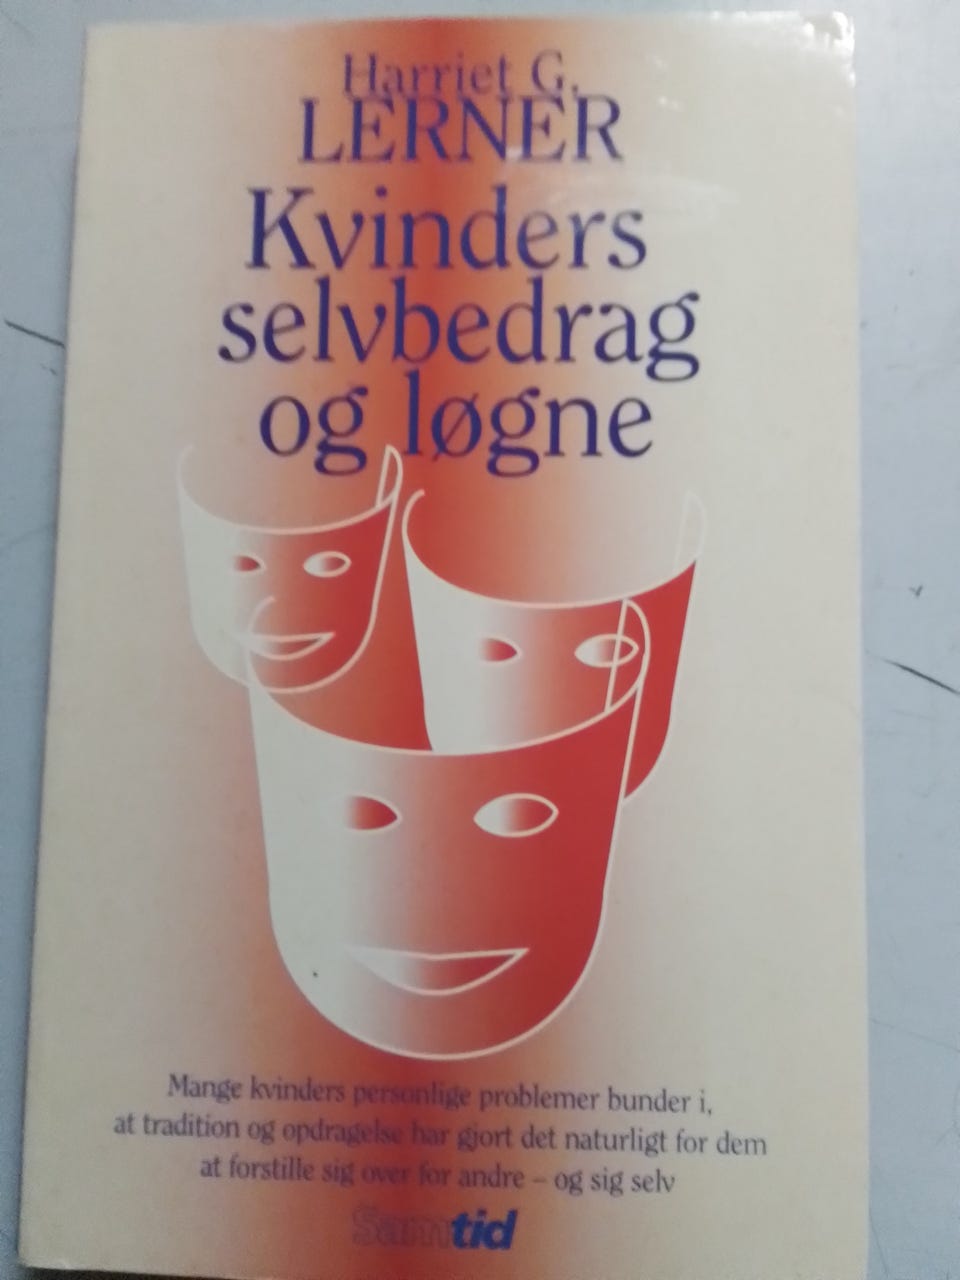 Harriet G.
LERNER
Kvinders
selvbedrag
og løgne
Mange kvinders personlige problemer bunder i,
at tradition og opdragelse har gjort det naturligt for dem
at forstille sig over for andre – og sig selv
Samtid